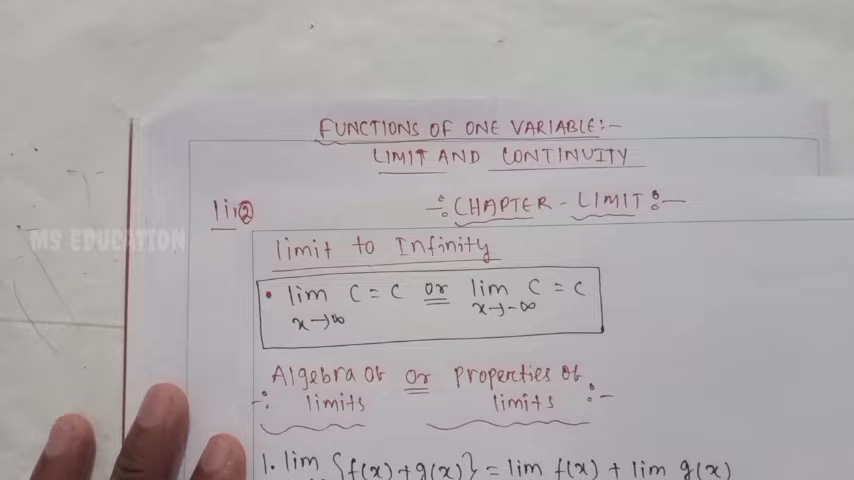 FUNCTIONS OF ONE VARIABLE:-
LIMIT AND CONTINUITY
1iı②
÷ CHAPTER - LIMIT :-
MS EDUCATION
limit to Infinity
• lim C = C or lim C = C
x→∞ x→-∞
Algebra of or Properties of
-: limits limits :-
1. lim {f(x)+g(x)} = lim f(x) + lim g(x)